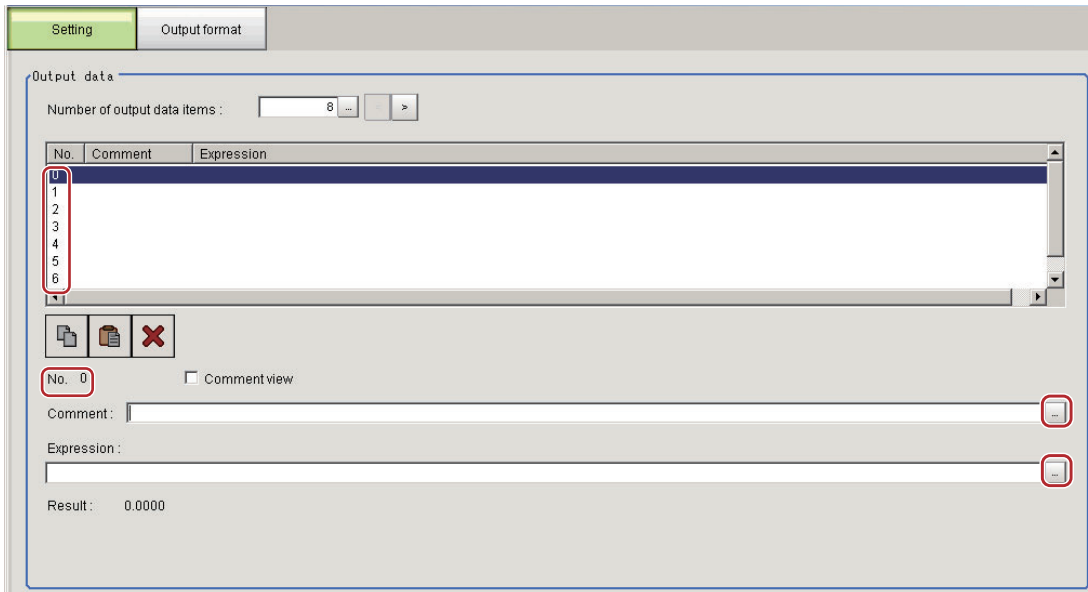 Setting Output format
Output data
Number of output data items : 8 ... >
No. Comment Expression
0
1
2
3
4
5
6
No. 0 Comment view
Comment : ...
Expression :
...
Result : 0.0000